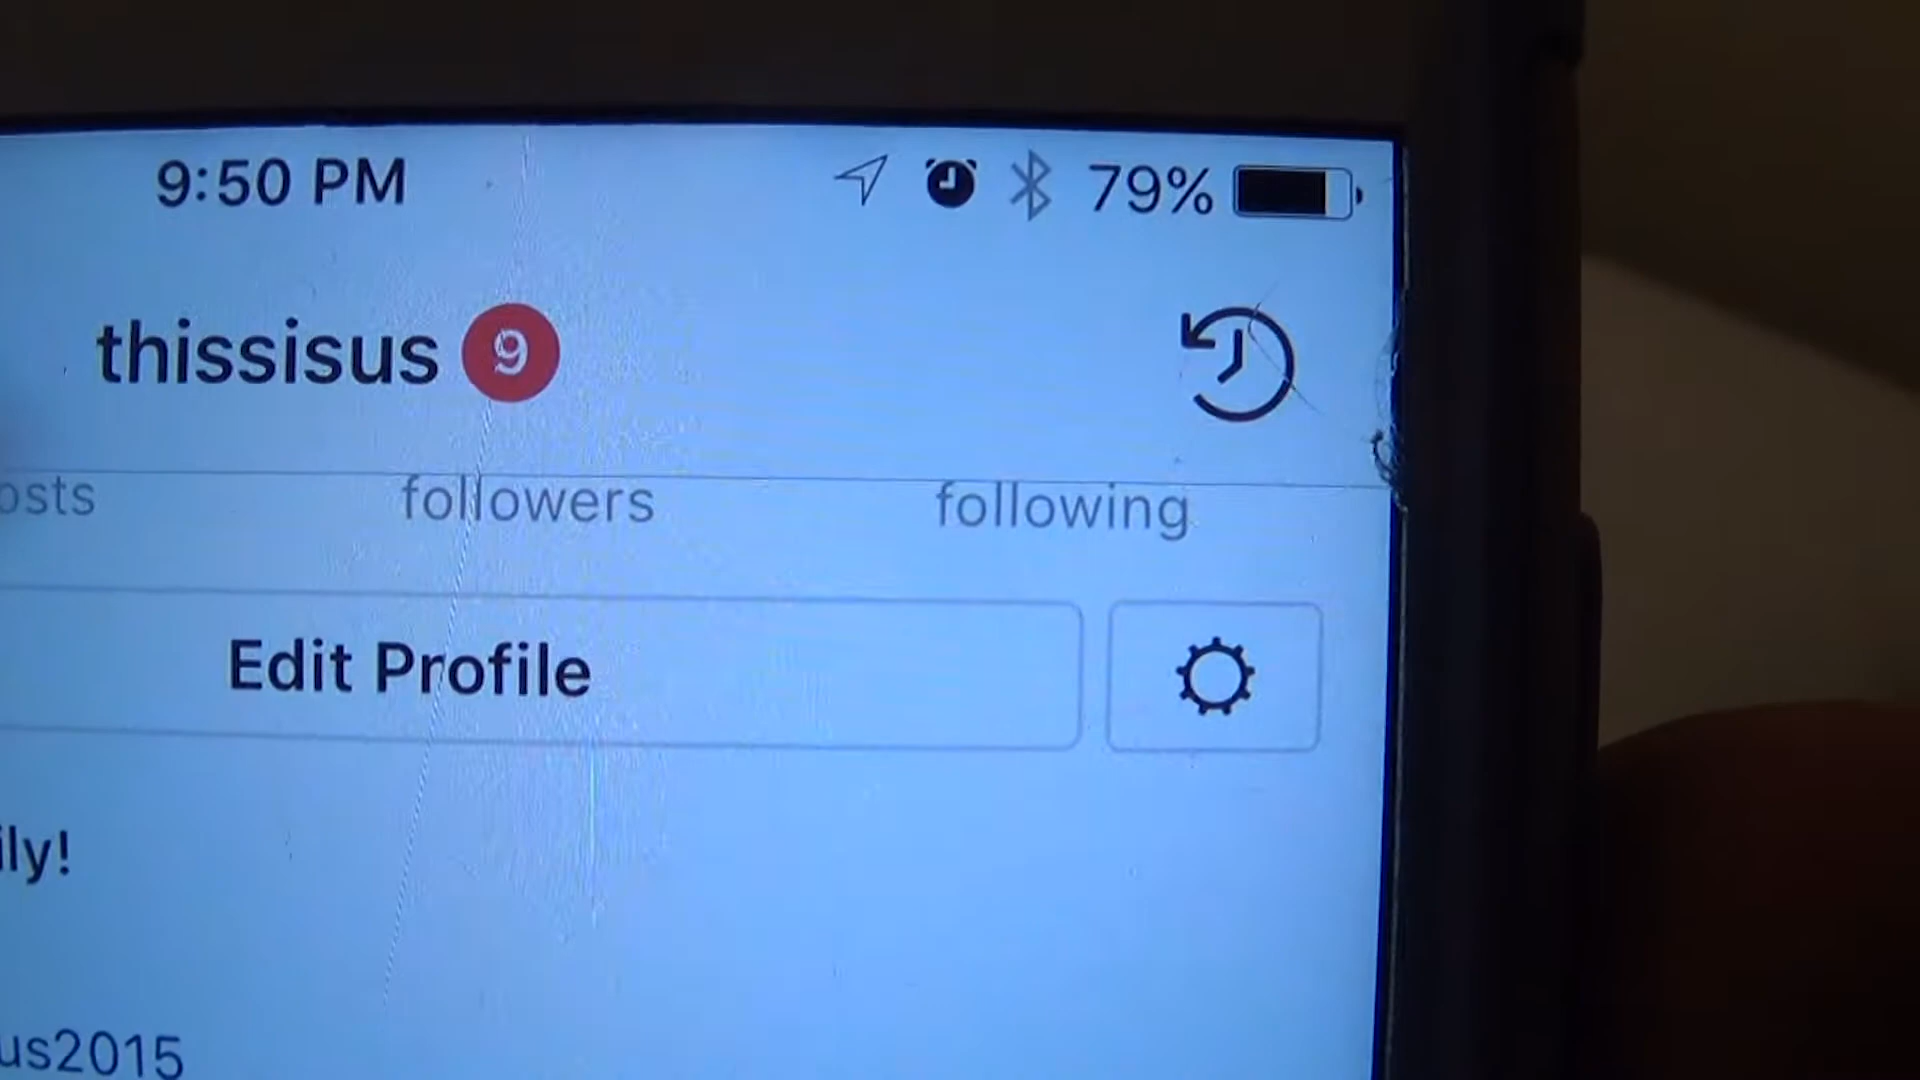 9:50 PM 79%
thissisus 9
osts followers following
Edit Profile
ily!
us2015